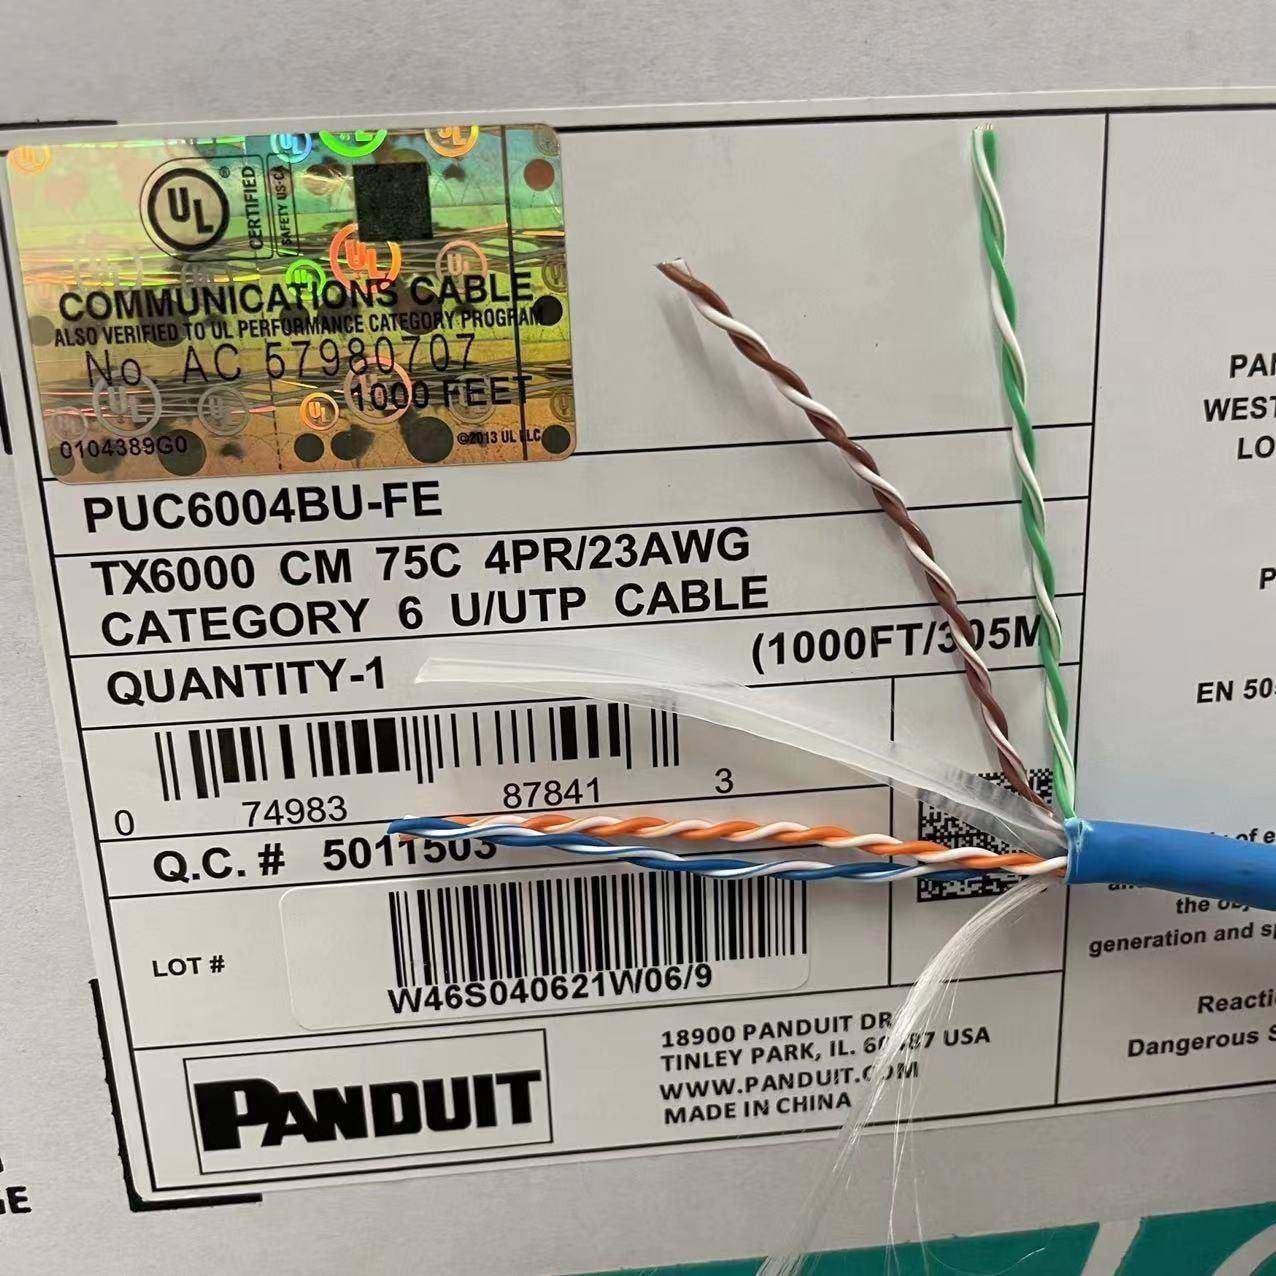 UL
®
CERTIFIED
SAFETY US-CA
COMMUNICATIONS CABLE
ALSO VERIFIED TO UL PERFORMANCE CATEGORY PROGRAM
No AC 57980707
1000 FEET
0104389G0
©2013 UL LLC
PUC6004BU-FE
TX6000 CM 75C 4PR/23AWG
CATEGORY 6 U/UTP CABLE
QUANTITY-1
(1000FT/305M
0 74983 87841 3
Q.C. # 5011503
LOT #
W46S040621W06/9
PANDUIT
18900 PANDUIT DR
TINLEY PARK, IL. USA
WWW.PANDUIT.COM
MADE IN CHINA
PAN
WEST
LO
P
EN 50
of e
the
generation and s
Reacti
Dangerous S
GE